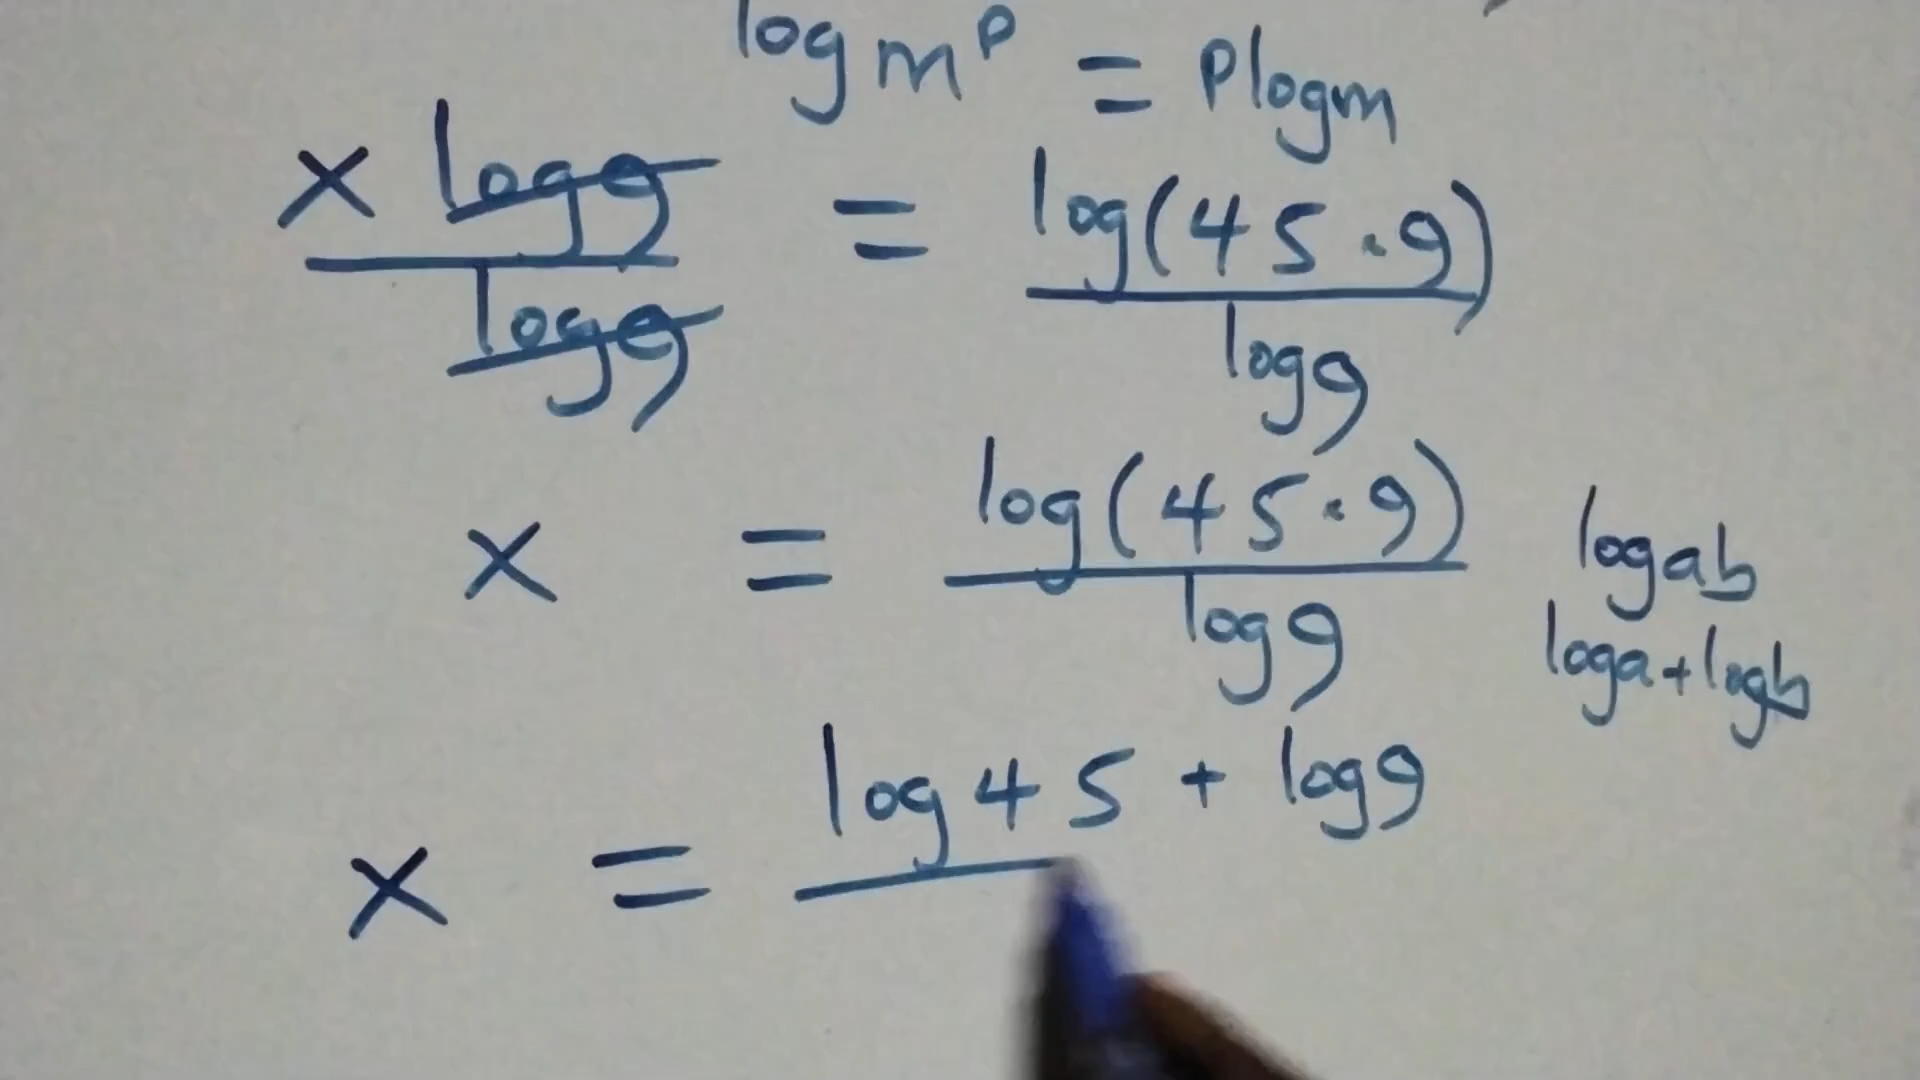 log m^p = p log m
x log 9 / log 9 = log(45·9) / log 9
x = log(45·9) / log 9
log ab
log a + log b
x = log 45 + log 9